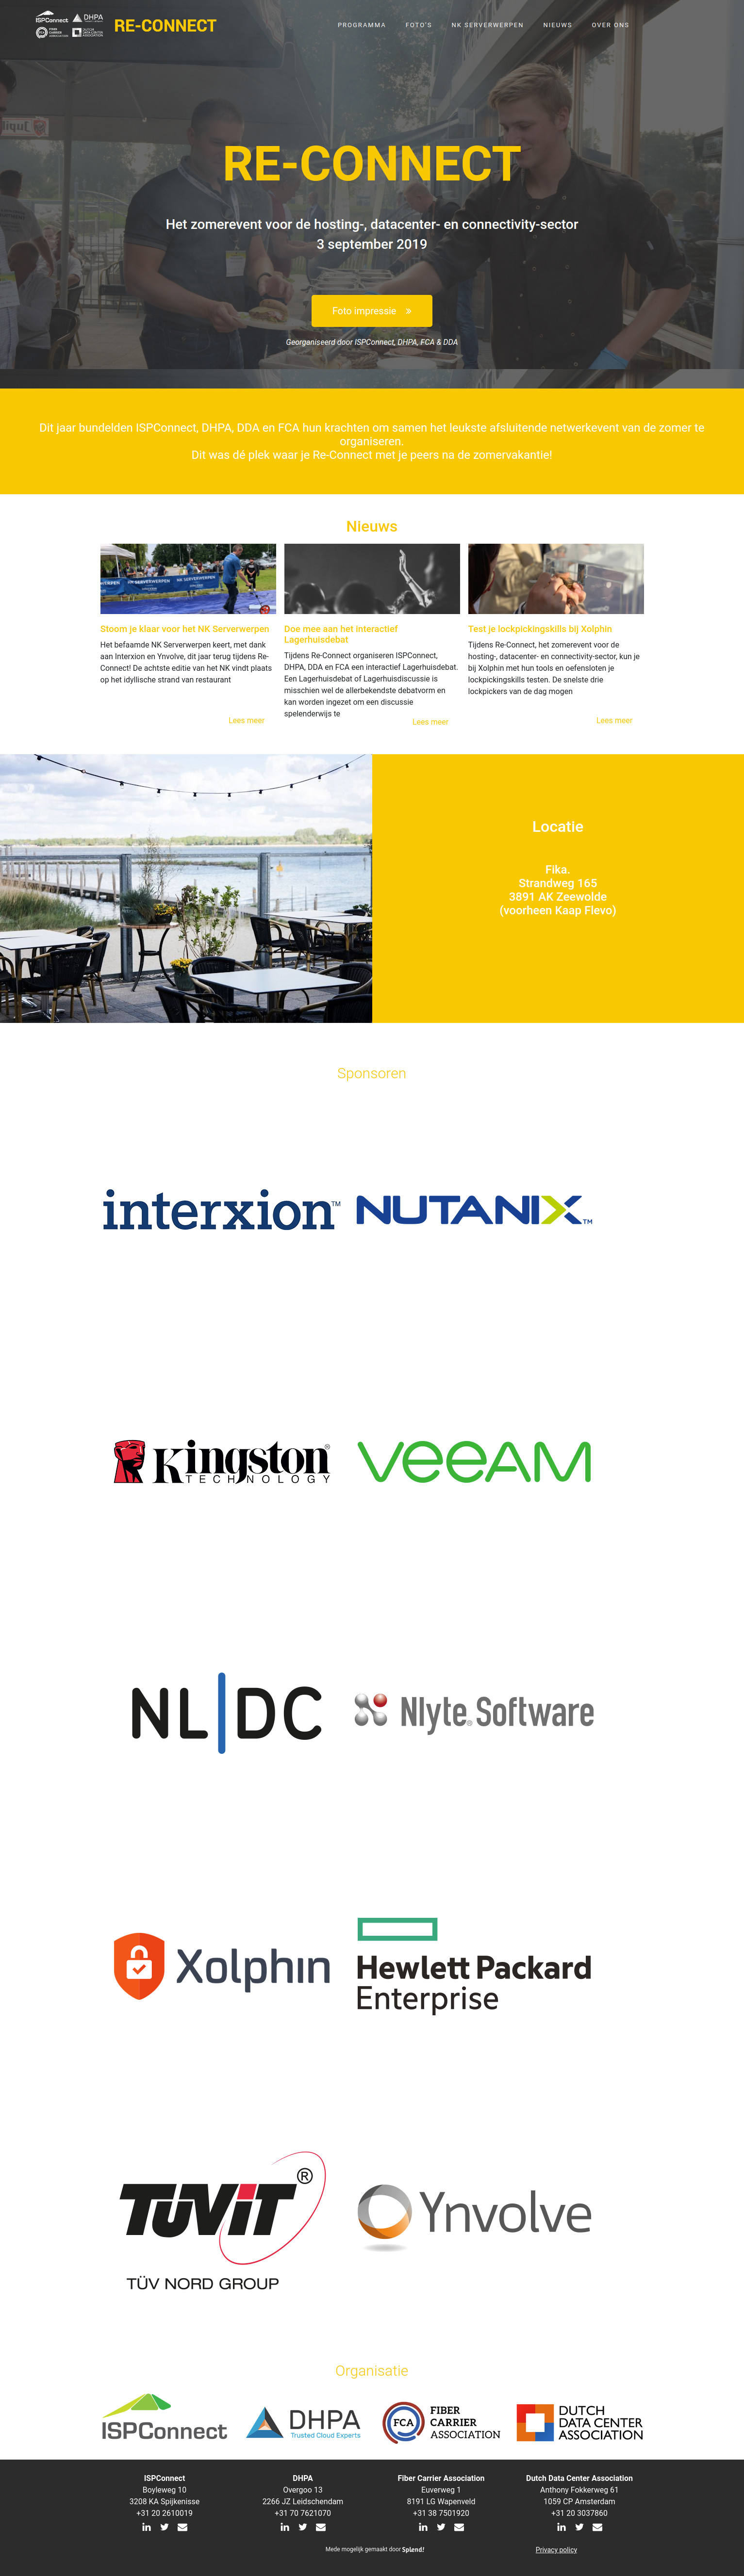 ISPConnect DHPA
FIBER CARRIER ASSOCIATION DUTCH DATA CENTER ASSOCIATION
RE-CONNECT
PROGRAMMA FOTO'S NK SERVERWERPEN NIEUWS OVER ONS
RE-CONNECT
Het zomerevent voor de hosting-, datacenter- en connectivity-sector
3 september 2019
Foto impressie »
Georganiseerd door ISPConnect, DHPA, FCA & DDA
Dit jaar bundelden ISPConnect, DHPA, DDA en FCA hun krachten om samen het leukste afsluitende netwerkevent van de zomer te
organiseren.
Dit was dé plek waar je Re-Connect met je peers na de zomervakantie!
Nieuws
Stoom je klaar voor het NK Serverwerpen
Het befaamde NK Serverwerpen keert, met dank
aan Interxion en Ynvolve, dit jaar terug tijdens Re-
Connect! De achtste editie van het NK vindt plaats
op het idyllische strand van restaurant
Lees meer
Doe mee aan het interactief
Lagerhuisdebat
Tijdens Re-Connect organiseren ISPConnect,
DHPA, DDA en FCA een interactief Lagerhuisdebat.
Een Lagerhuisdebat of Lagerhuisdiscussie is
misschien wel de allerbekendste debatvorm en
kan worden ingezet om een discussie
spelenderwijs te
Lees meer
Test je lockpickingskills bij Xolphin
Tijdens Re-Connect, het zomerevent voor de
hosting-, datacenter- en connectivity-sector, kun je
bij Xolphin met hun tools en oefensloten je
lockpickingskills testen. De snelste drie
lockpickers van de dag mogen
Lees meer
Locatie
Fika.
Strandweg 165
3891 AK Zeewolde
(voorheen Kaap Flevo)
Sponsoren
interxion™
NUTANIX™
Kingston®
TECHNOLOGY
veeAM
NL|DC
Nlyte® Software
Xolphin
Hewlett Packard
Enterprise
TÜViT®
TÜV NORD GROUP
Ynvolve
Organisatie
ISPConnect
DHPA
Trusted Cloud Experts
FCA
FIBER
CARRIER
ASSOCIATION
DUTCH
DATA CENTER
ASSOCIATION
ISPConnect
Boyleweg 10
3208 KA Spijkenisse
+31 20 2610019
DHPA
Overgoo 13
2266 JZ Leidschendam
+31 70 7621070
Fiber Carrier Association
Euverweg 1
8191 LG Wapenveld
+31 38 7501920
Dutch Data Center Association
Anthony Fokkerweg 61
1059 CP Amsterdam
+31 20 3037860
Mede mogelijk gemaakt door Splend!
Privacy policy